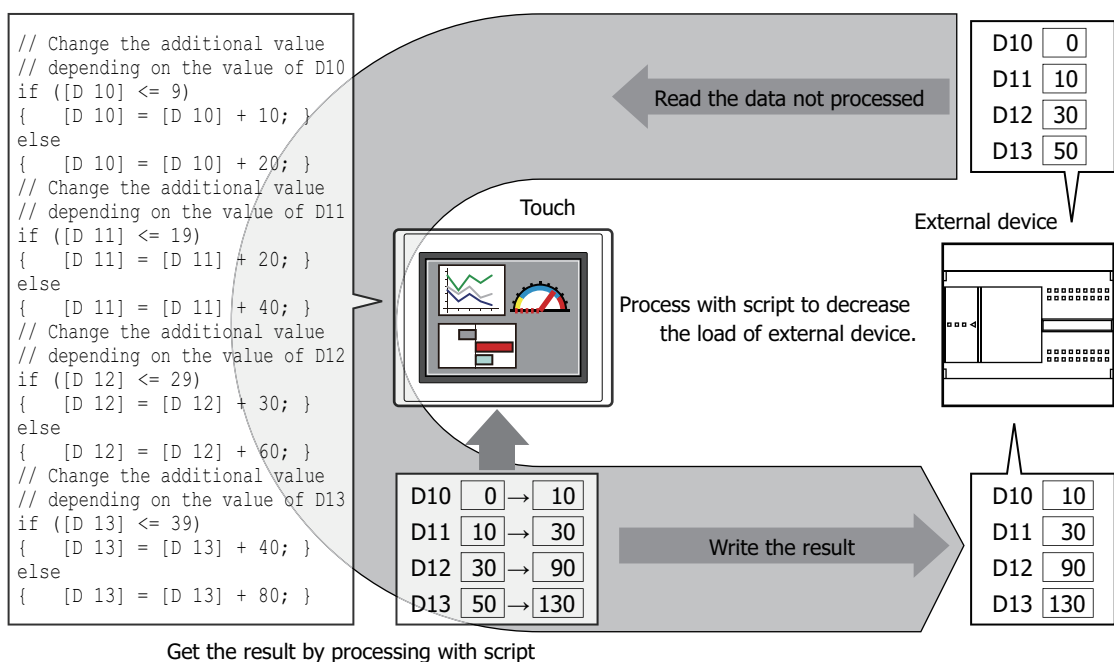 // Change the additional value
// depending on the value of D10
if ([D 10] <= 9)
{   [D 10] = [D 10] + 10; }
else
{   [D 10] = [D 10] + 20; }
// Change the additional value
// depending on the value of D11
if ([D 11] <= 19)
{   [D 11] = [D 11] + 20; }
else
{   [D 11] = [D 11] + 40; }
// Change the additional value
// depending on the value of D12
if ([D 12] <= 29)
{   [D 12] = [D 12] + 30; }
else
{   [D 12] = [D 12] + 60; }
// Change the additional value
// depending on the value of D13
if ([D 13] <= 39)
{   [D 13] = [D 13] + 40; }
else
{   [D 13] = [D 13] + 80; }
Read the data not processed
D10 0
D11 10
D12 30
D13 50
Touch
External device
Process with script to decrease
the load of external device.
D10 0 → 10
D11 10 → 30
D12 30 → 90
D13 50 → 130
Write the result
D10 10
D11 30
D12 90
D13 130
Get the result by processing with script